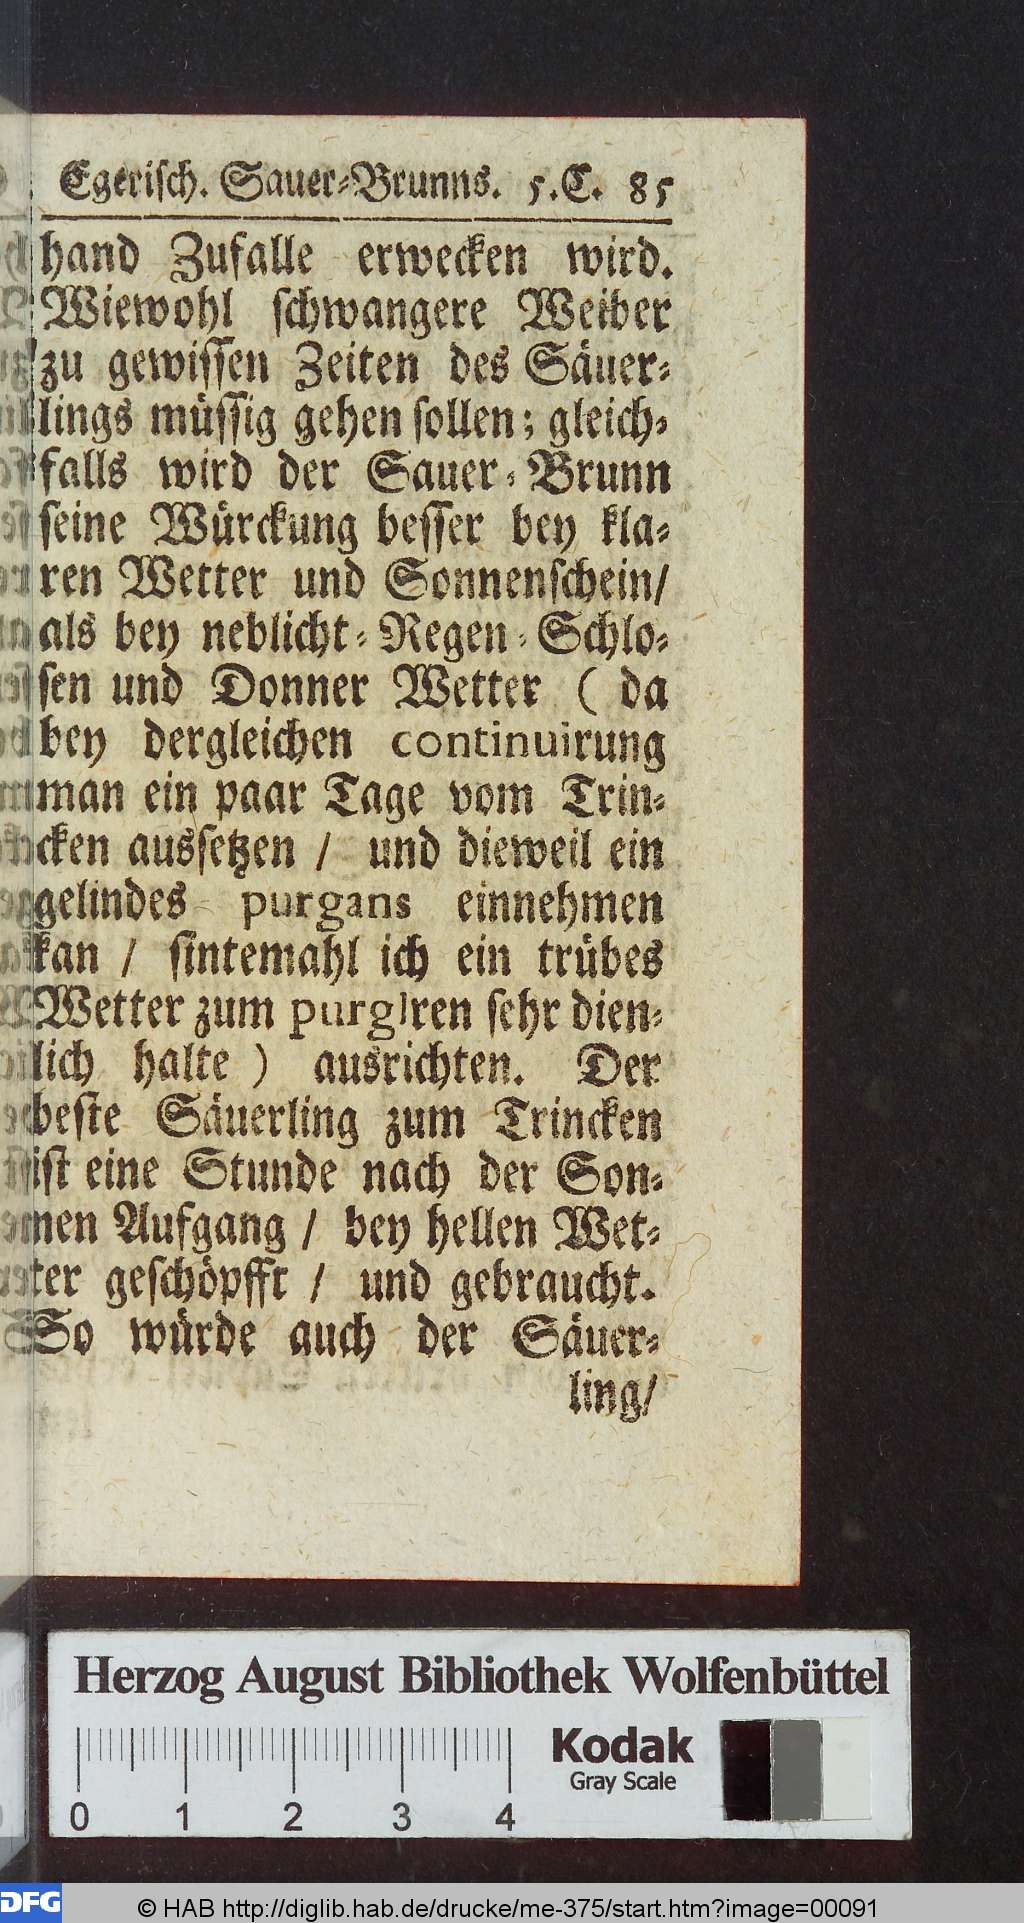 Egerisch. Sauer-Brunns. 5.C. 85
hand Zufalle erwecken wird.
Wiewohl schwangere Weiber
zu gewissen Zeiten des Säuer-
lings müssig gehen sollen; gleich-
falls wird der Sauer-Brunn
seine Würckung besser bey kla-
ren Wetter und Sonnenschein/
als bey neblicht-Regen-Schlo-
ssen und Donner Wetter ( da
bey dergleichen continuirung
man ein paar Tage vom Trin-
cken aussetzen / und dieweil ein
gelindes purgans einnehmen
kan / sintemahl ich ein trübes
Wetter zum purgIren sehr dien-
lich halte ) ausrichten. Der
beste Säuerling zum Trincken
ist eine Stunde nach der Son-
nen Aufgang / bey hellen Wet-
ter geschöpfft / und gebraucht.
So würde auch der Säuer-
ling/
Herzog August Bibliothek Wolfenbüttel
Kodak
Gray Scale
0 1 2 3 4
DFG
© HAB http://diglib.hab.de/drucke/me-375/start.htm?image=00091